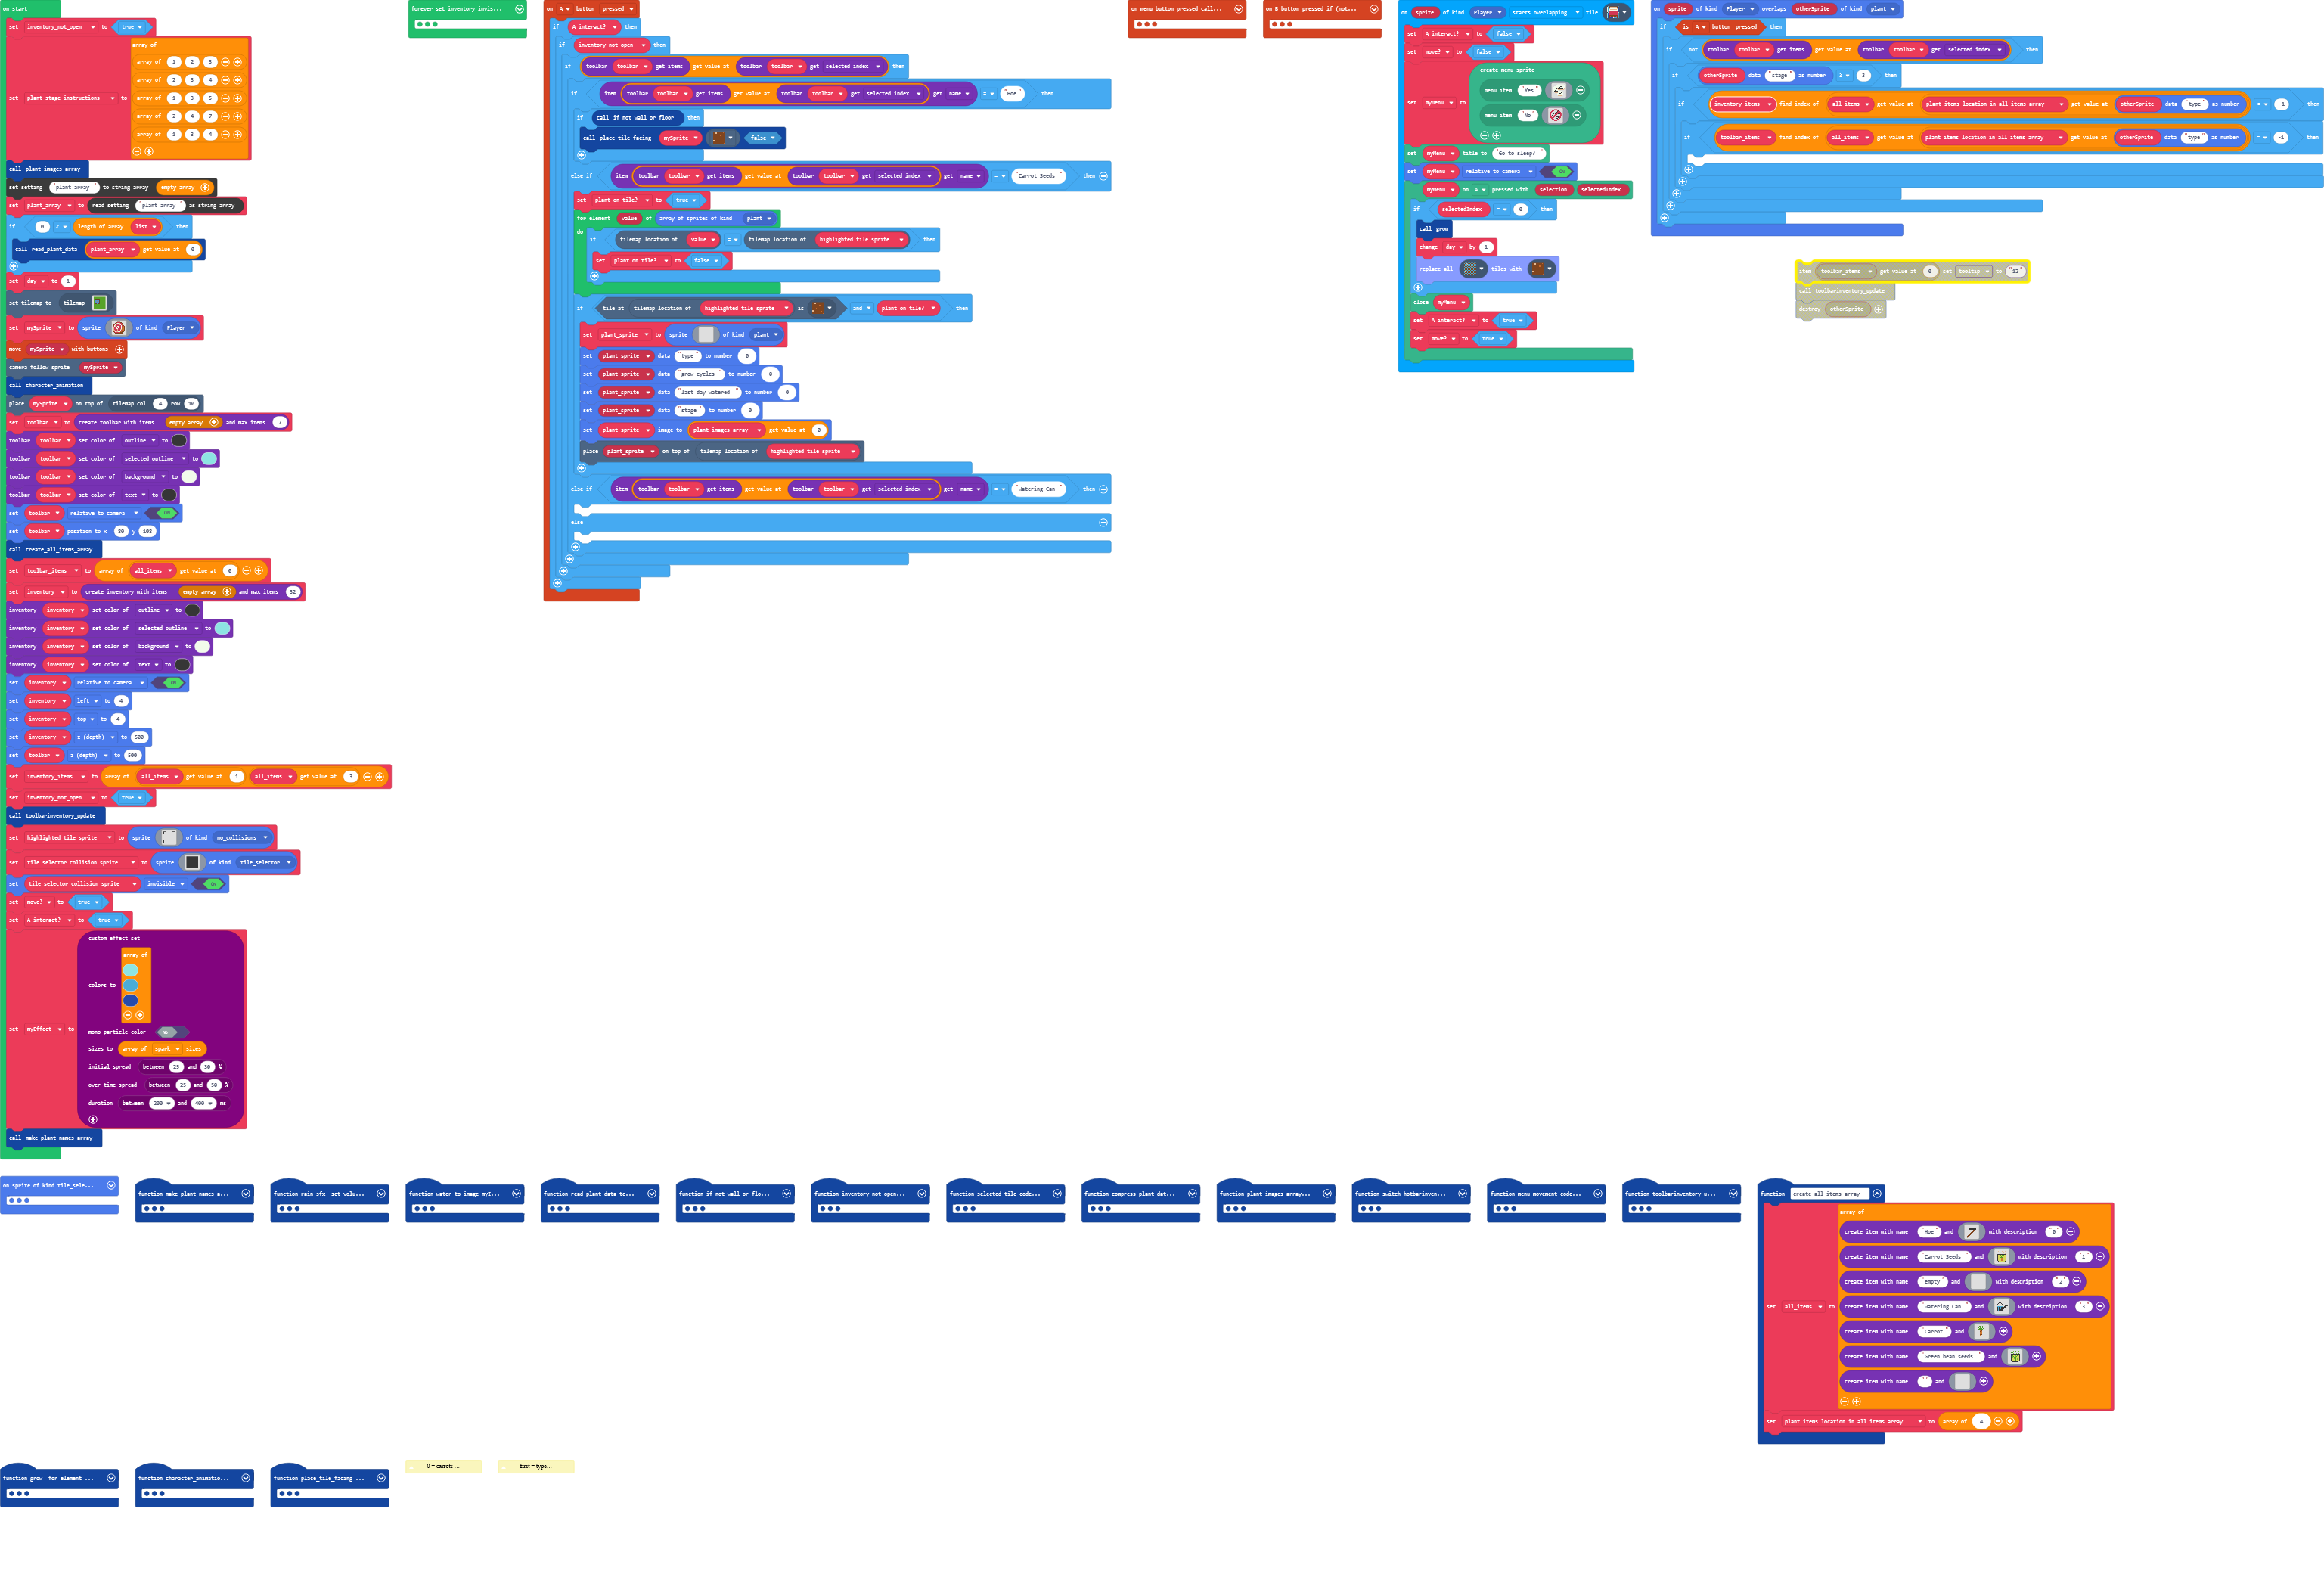 on start
set inventory_not_open to true
set plant_stage_instructions to
array of
array of 1 2 3
array of 2 3 4
array of 1 3 5
array of 2 4 7
array of 1 3 4
call plant images array
set setting "plant array" to string array empty array
set plant_array to read setting "plant array" as string array
if 0 < length of array list then
call read_plant_data plant_array get value at 0
set day to 1
set tilemap to tilemap
set mySprite to sprite of kind Player
move mySprite with buttons
camera follow sprite mySprite
call character_animation
place mySprite on top of tilemap col 4 row 10
set toolbar to create toolbar with items empty array and max items 7
toolbar toolbar set color of outline to
toolbar toolbar set color of selected outline to
toolbar toolbar set color of background to
toolbar toolbar set color of text to
set toolbar relative to camera ON
set toolbar position to x 80 y 103
call create_all_items_array
set toolbar_items to array of all_items get value at 0
set inventory to create inventory with items empty array and max items 32
inventory inventory set color of outline to
inventory inventory set color of selected outline to
inventory inventory set color of background to
inventory inventory set color of text to
set inventory relative to camera ON
set inventory left to 4
set inventory top to 4
set inventory z (depth) to 500
set toolbar z (depth) to 500
set inventory_items to array of all_items get value at 1 all_items get value at 3
set inventory_not_open to true
call toolbarinventory_update
set highlighted tile sprite to sprite of kind no_collisions
set tile selector collision sprite to sprite of kind tile_selector
set tile selector collision sprite invisible ON
set move? to true
set A interact? to true
set myEffect to
custom effect set
colors to
array of
mono particle color NO
sizes to array of spark sizes
initial spread between 25 and 50 %
over time spread between 25 and 50 %
duration between 200 and 400 ms
call make plant names array
forever set inventory invis...
on A button pressed
if A interact? then
if inventory_not_open then
if toolbar toolbar get items get value at toolbar toolbar get selected index then
if item toolbar toolbar get items get value at toolbar toolbar get selected index get name = "Hoe" then
if call if not wall or floor then
call place_tile_facing mySprite false
else if item toolbar toolbar get items get value at toolbar toolbar get selected index get name = "Carrot Seeds" then
set plant on tile? to true
for element value of array of sprites of kind plant
do
if tilemap location of value = tilemap location of highlighted tile sprite then
set plant on tile? to false
if tile at tilemap location of highlighted tile sprite is and plant on tile? then
set plant_sprite to sprite of kind plant
set plant_sprite data "type" to number 0
set plant_sprite data "grow cycles" to number 0
set plant_sprite data "last day watered" to number 0
set plant_sprite data "stage" to number 0
set plant_sprite image to plant_images_array get value at 0
place plant_sprite on top of tilemap location of highlighted tile sprite
else if item toolbar toolbar get items get value at toolbar toolbar get selected index get name = "Watering Can" then
else
on menu button pressed call...
on B button pressed if (not...
on sprite of kind Player starts overlapping tile
set A interact? to false
set move? to false
set myMenu to
create menu sprite
menu item "Yes"
menu item "No"
set myMenu title to "Go to sleep?"
set myMenu relative to camera ON
myMenu on A pressed with selection selectedIndex
if selectedIndex = 0 then
call grow
change day by 1
replace all tiles with
close myMenu
set A interact? to true
set move? to true
on sprite of kind Player overlaps otherSprite of kind plant
if is A button pressed then
if not toolbar toolbar get items get value at toolbar toolbar get selected index then
if otherSprite data "stage" as number ≥ 3 then
if inventory_items find index of all_items get value at plant items location in all items array get value at otherSprite data "type" as number = -1 then
if toolbar_items find index of all_items get value at plant items location in all items array get value at otherSprite data "type" as number = -1 then
item toolbar_items get value at 0 set tooltip to "12"
call toolbarinventory_update
destroy otherSprite
on sprite of kind tile_sele...
function make plant names a...
function rain sfx set volu...
function water to image myI...
function read_plant_data te...
function if not wall or flo...
function inventory not open...
function selected tile code...
function compress_plant_dat...
function plant images array...
function switch_hotbarinven...
function menu_movement_code...
function toolbarinventory_u...
function create_all_items_array
set all_items to
array of
create item with name "Hoe" and with description "0"
create item with name "Carrot Seeds" and with description "1"
create item with name "empty" and with description "2"
create item with name "Watering Can" and with description "3"
create item with name "Carrot" and
create item with name "Green bean seeds" and
create item with name "" and
set plant items location in all items array to array of 4
function grow for element ...
function character_animatio...
function place_tile_facing ...
0 = carrots ...
first = type...